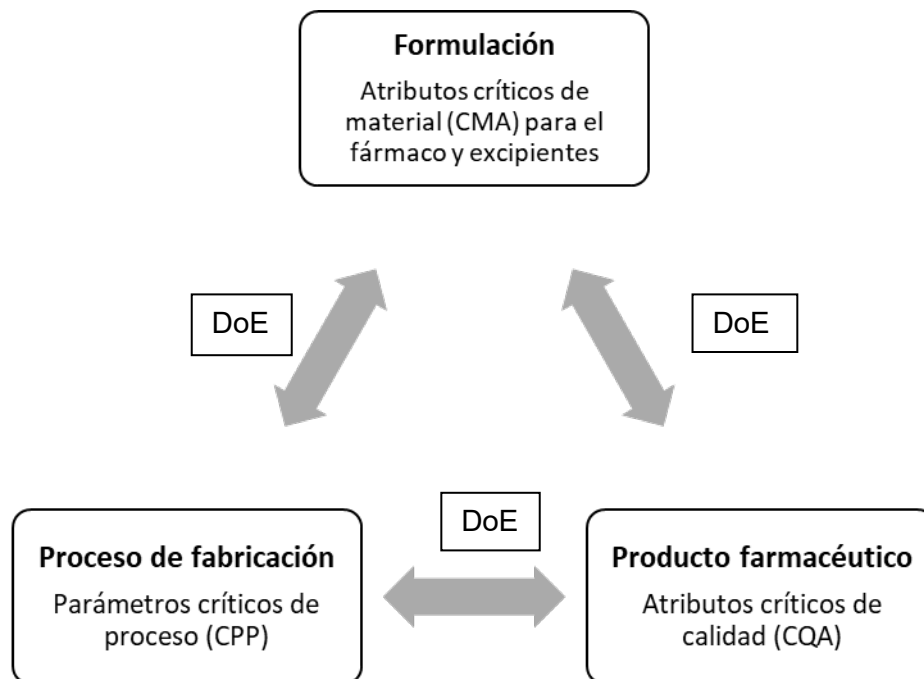 Formulación
Atributos críticos de
material (CMA) para el
fármaco y excipientes
DoE
DoE
DoE
Proceso de fabricación
Parámetros críticos de
proceso (CPP)
Producto farmacéutico
Atributos críticos de
calidad (CQA)